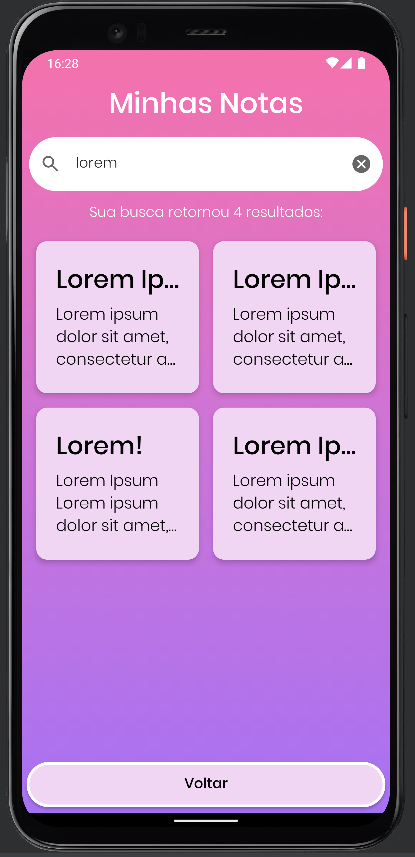 16:28
Minhas Notas
lorem
Sua busca retornou 4 resultados:
Lorem Ip...
Lorem ipsum
dolor sit amet,
consectetur a...
Lorem Ip...
Lorem ipsum
dolor sit amet,
consectetur a...
Lorem!
Lorem Ipsum
Lorem ipsum
dolor sit amet,...
Lorem Ip...
Lorem ipsum
dolor sit amet,
consectetur a...
Voltar